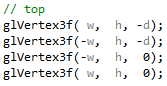 // top
glVertex3f( w,  h, -d);
glVertex3f(-w,  h, -d);
glVertex3f(-w,  h,  0);
glVertex3f( w,  h,  0);